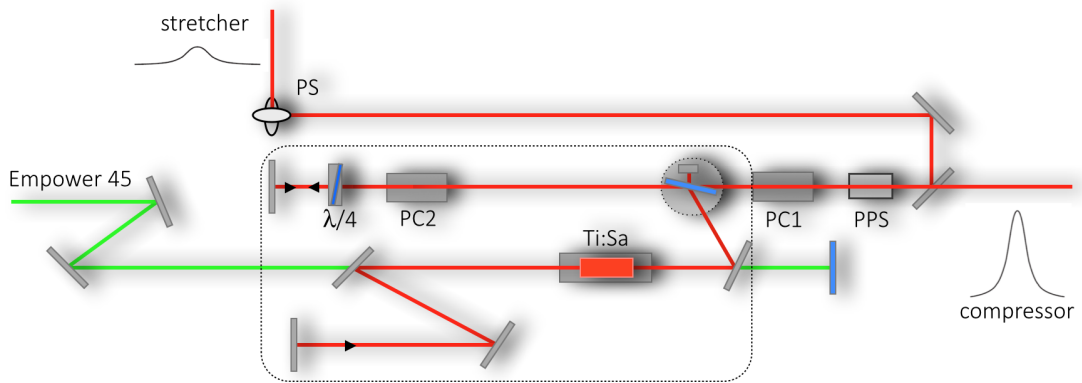 stretcher
PS
Empower 45
λ/4
PC2
PC1
PPS
Ti:Sa
compressor